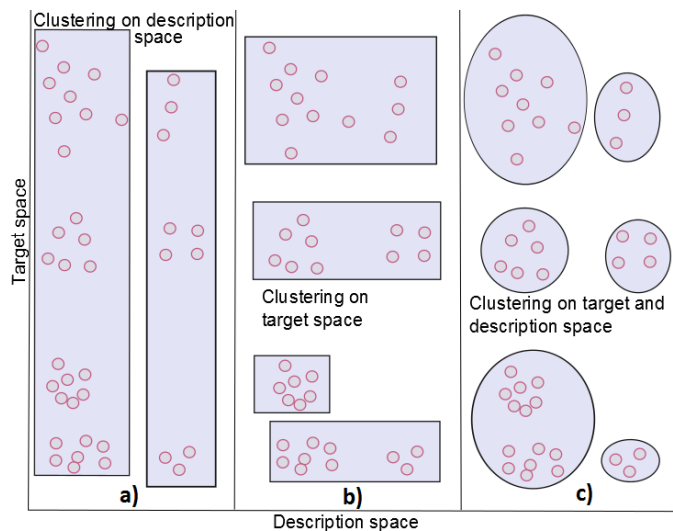 Clustering on description
space
Target space
Clustering on
target space
Clustering on target and
description space
a)
b)
c)
Description space